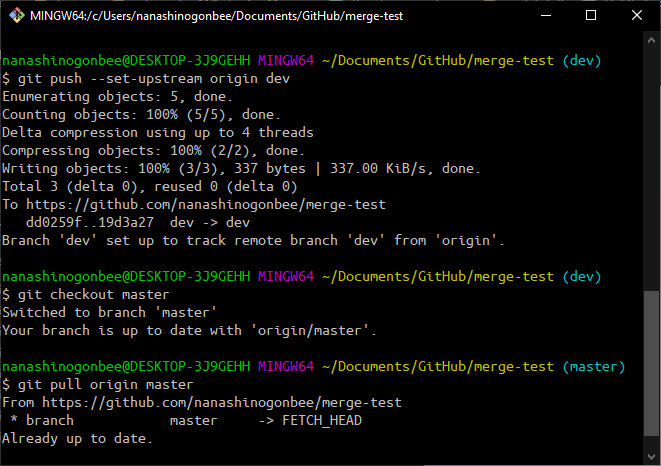 MINGW64:/c/Users/nanashinogonbee/Documents/GitHub/merge-test
nanashinogonbee@DESKTOP-3J9GEHH MINGW64 ~/Documents/GitHub/merge-test (dev)
$ git push --set-upstream origin dev
Enumerating objects: 5, done.
Counting objects: 100% (5/5), done.
Delta compression using up to 4 threads
Compressing objects: 100% (2/2), done.
Writing objects: 100% (3/3), 337 bytes | 337.00 KiB/s, done.
Total 3 (delta 0), reused 0 (delta 0)
To https://github.com/nanashinogonbee/merge-test
   dd0259f..19d3a27  dev -> dev
Branch 'dev' set up to track remote branch 'dev' from 'origin'.
nanashinogonbee@DESKTOP-3J9GEHH MINGW64 ~/Documents/GitHub/merge-test (dev)
$ git checkout master
Switched to branch 'master'
Your branch is up to date with 'origin/master'.
nanashinogonbee@DESKTOP-3J9GEHH MINGW64 ~/Documents/GitHub/merge-test (master)
$ git pull origin master
From https://github.com/nanashinogonbee/merge-test
 * branch            master     -> FETCH_HEAD
Already up to date.